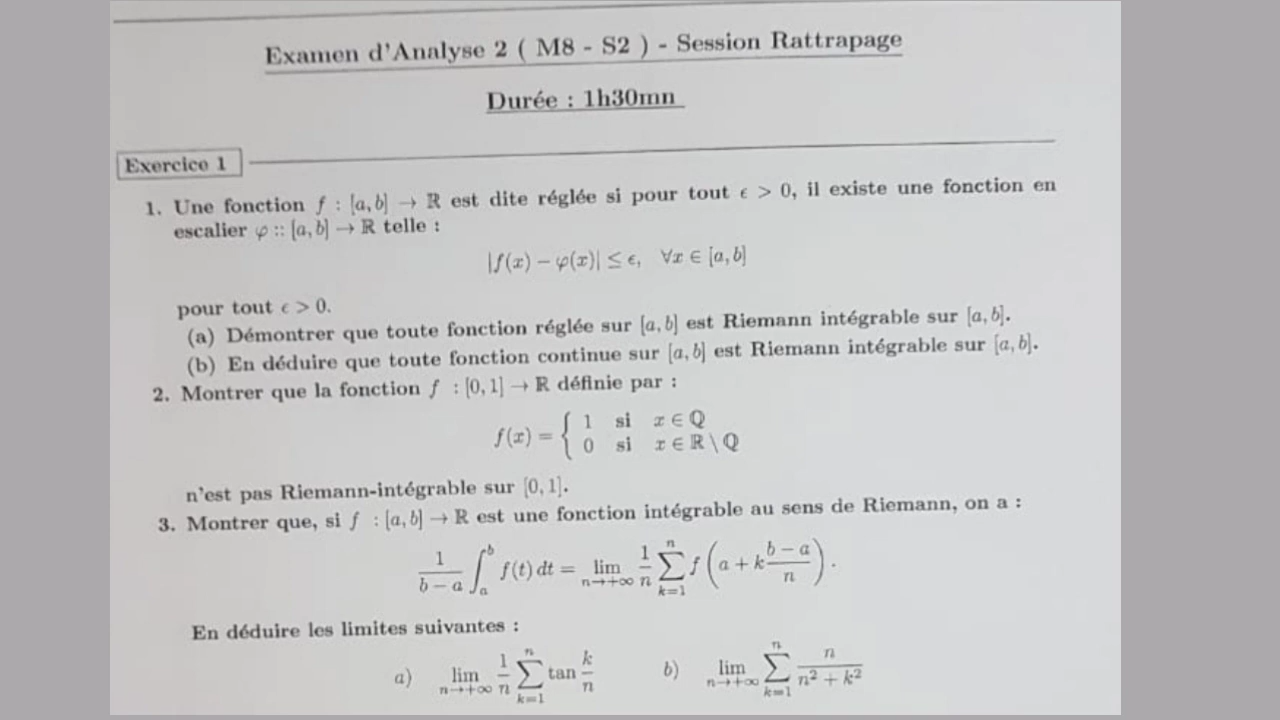 Examen d'Analyse 2 ( M8 - S2 ) - Session Rattrapage
Durée : 1h30mn
Exercice 1
1. Une fonction f : [a, b] → ℝ est dite réglée si pour tout ϵ > 0, il existe une fonction en
escalier φ :: [a, b] → ℝ telle :
|f(x) − φ(x)| ≤ ϵ, ∀x ∈ [a, b]
pour tout ϵ > 0.
(a) Démontrer que toute fonction réglée sur [a, b] est Riemann intégrable sur [a, b].
(b) En déduire que toute fonction continue sur [a, b] est Riemann intégrable sur [a, b].
2. Montrer que la fonction f : [0, 1] → ℝ définie par :
f(x) = { 1 si x ∈ ℚ
0 si x ∈ ℝ \ ℚ
n'est pas Riemann-intégrable sur [0, 1].
3. Montrer que, si f : [a, b] → ℝ est une fonction intégrable au sens de Riemann, on a :
1/(b − a) ∫_a^b f(t) dt = lim_{n→+∞} 1/n ∑_{k=1}^n f(a + k (b − a)/n).
En déduire les limites suivantes :
a) lim_{n→+∞} 1/n ∑_{k=1}^n tan k/n b) lim_{n→+∞} ∑_{k=1}^n n/(n² + k²)